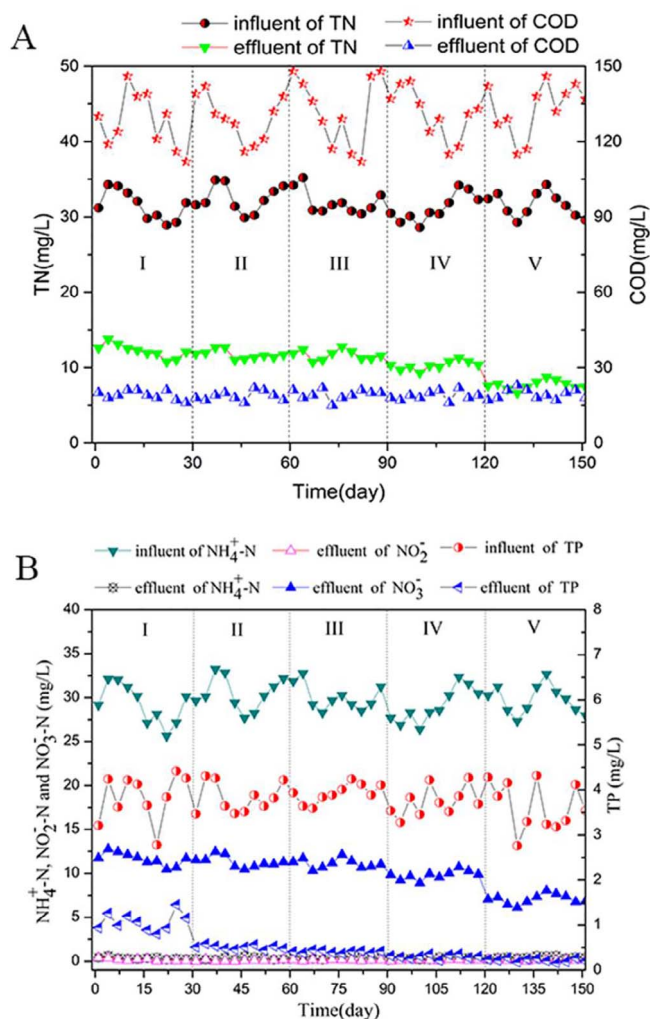 A
influent of TN influent of COD
effluent of TN effluent of COD
50 150
40 120
30 90
20 60
10 30
0 0
TN(mg/L)
COD(mg/L)
I II III IV V
0 30 60 90 120 150
Time(day)
B
influent of NH₄⁺-N effluent of NO₂⁻ influent of TP
effluent of NH₄⁺-N effluent of NO₃⁻ effluent of TP
40 8
35 7
30 6
25 5
20 4
15 3
10 2
5 1
0 0
NH₄⁺-N, NO₂⁻-N and NO₃⁻-N (mg/L)
TP (mg/L)
I II III IV V
0 15 30 45 60 75 90 105 120 135 150
Time(day)